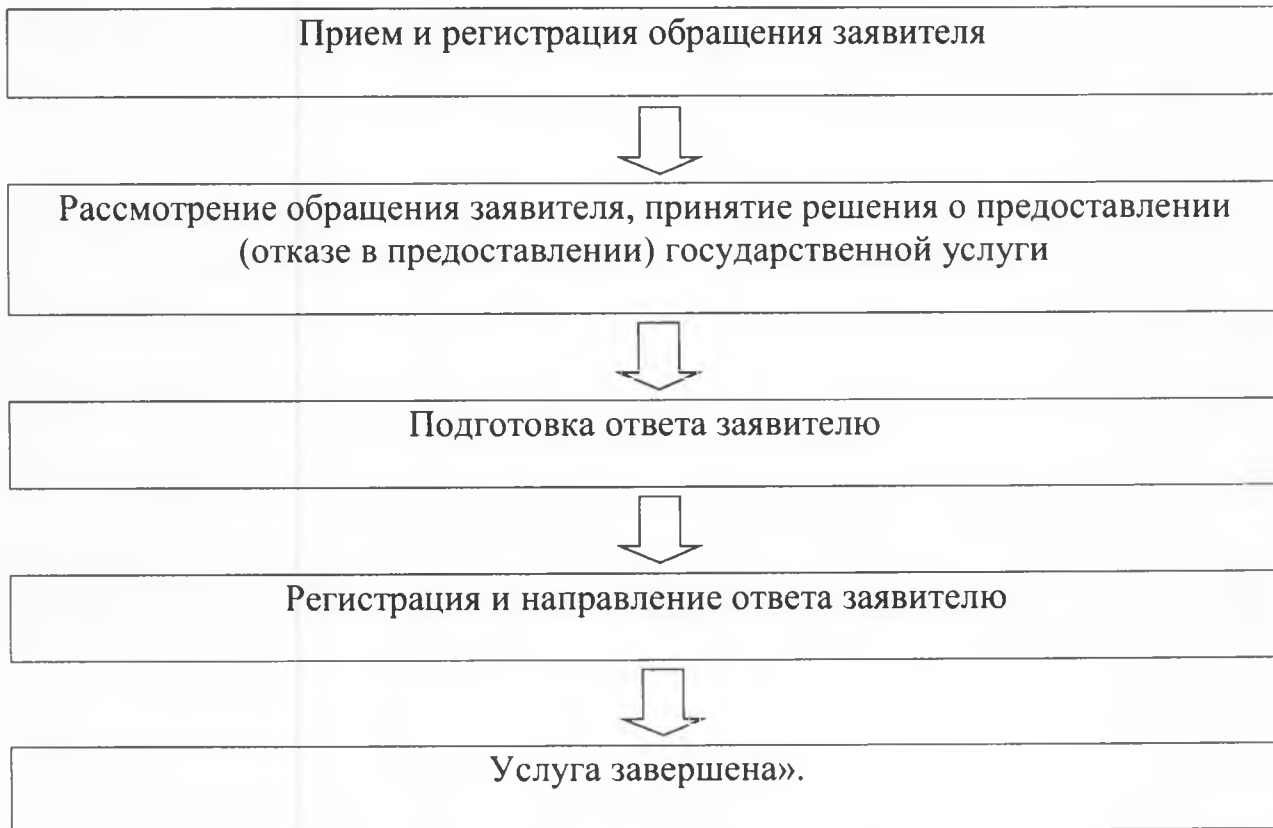 Прием и регистрация обращения заявителя
Рассмотрение обращения заявителя, принятие решения о предоставлении
(отказе в предоставлении) государственной услуги
Подготовка ответа заявителю
Регистрация и направление ответа заявителю
Услуга завершена».